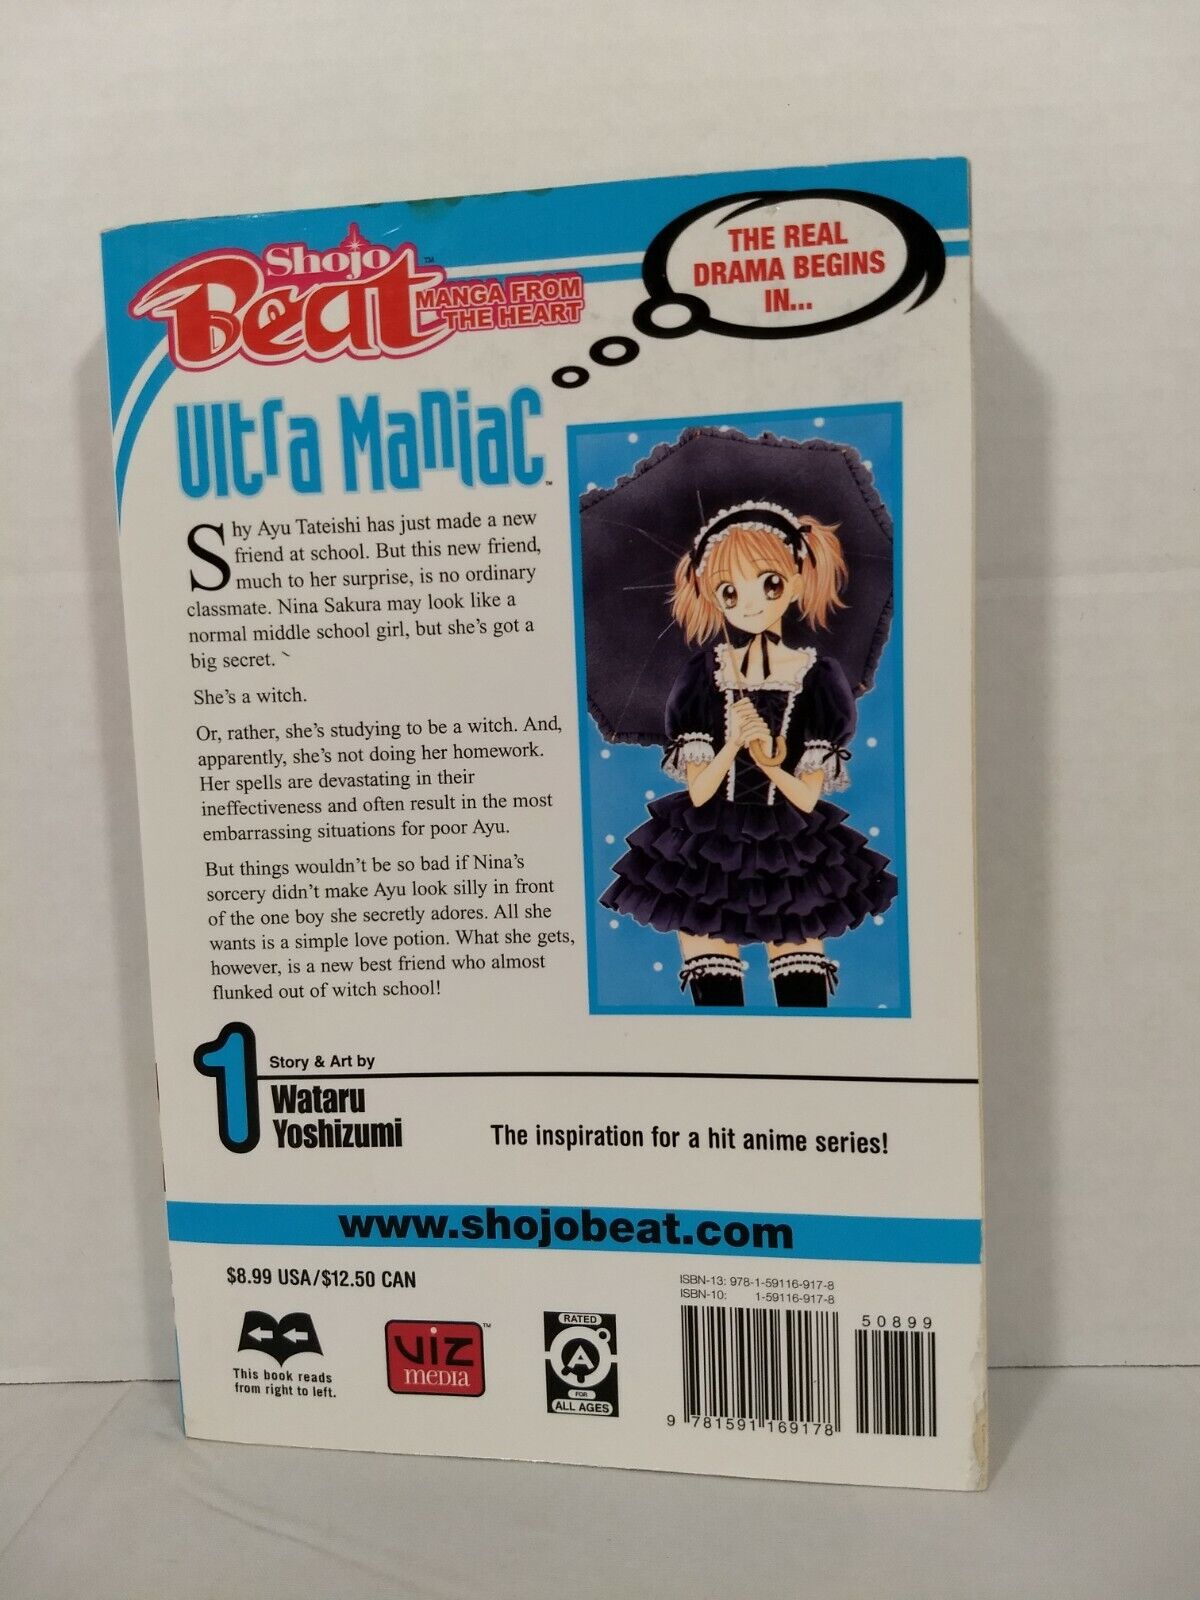 Shojo
Beat™
MANGA FROM
THE HEART
THE REAL
DRAMA BEGINS
IN...
Ultra Maniac™
Shy Ayu Tateishi has just made a new
friend at school. But this new friend,
much to her surprise, is no ordinary
classmate. Nina Sakura may look like a
normal middle school girl, but she's got a
big secret. `
She's a witch.
Or, rather, she's studying to be a witch. And,
apparently, she's not doing her homework.
Her spells are devastating in their
ineffectiveness and often result in the most
embarrassing situations for poor Ayu.
But things wouldn't be so bad if Nina's
sorcery didn't make Ayu look silly in front
of the one boy she secretly adores. All she
wants is a simple love potion. What she gets,
however, is a new best friend who almost
flunked out of witch school!
1
Story & Art by
Wataru
Yoshizumi
The inspiration for a hit anime series!
www.shojobeat.com
$8.99 USA/$12.50 CAN
This book reads
from right to left.
VIZ™
MEDIA
RATED
A
FOR
ALL AGES
ISBN-13: 978-1-59116-917-8
ISBN-10: 1-59116-917-8
50899
9 781591 169178